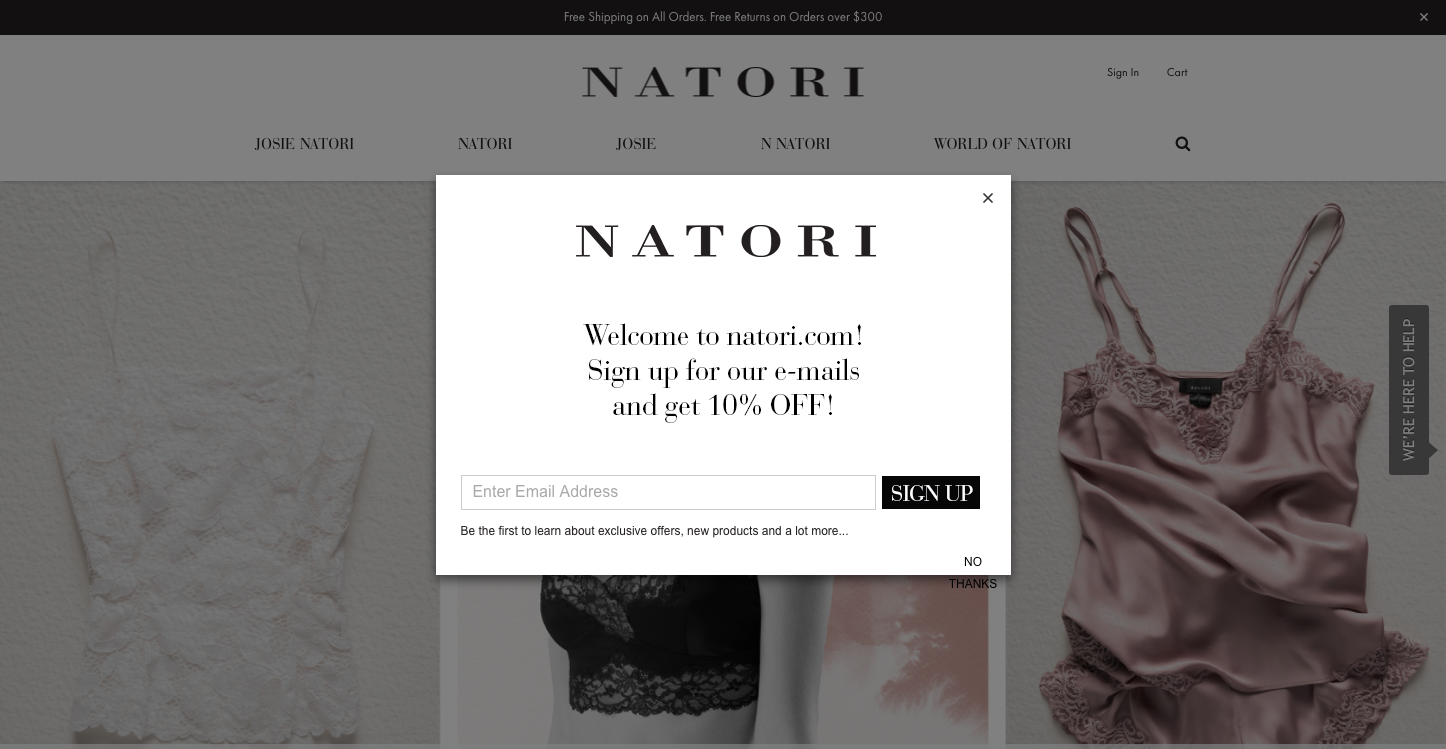 Free Shipping on All Orders. Free Returns on Orders over $300
×
NATORI
Sign In
Cart
JOSIE NATORI
NATORI
JOSIE
N NATORI
WORLD OF NATORI
×
NATORI
Welcome to natori.com!
Sign up for our e-mails
and get 10% OFF!
Enter Email Address
SIGN UP
Be the first to learn about exclusive offers, new products and a lot more...
NO
THANKS
WE'RE HERE TO HELP